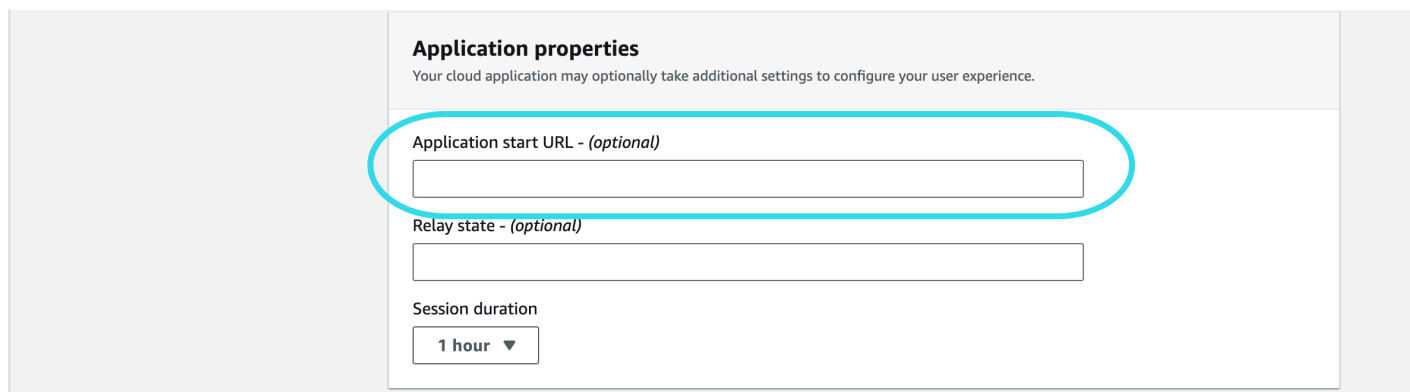 Application properties
Your cloud application may optionally take additional settings to configure your user experience.
Application start URL - (optional)
Relay state - (optional)
Session duration
1 hour